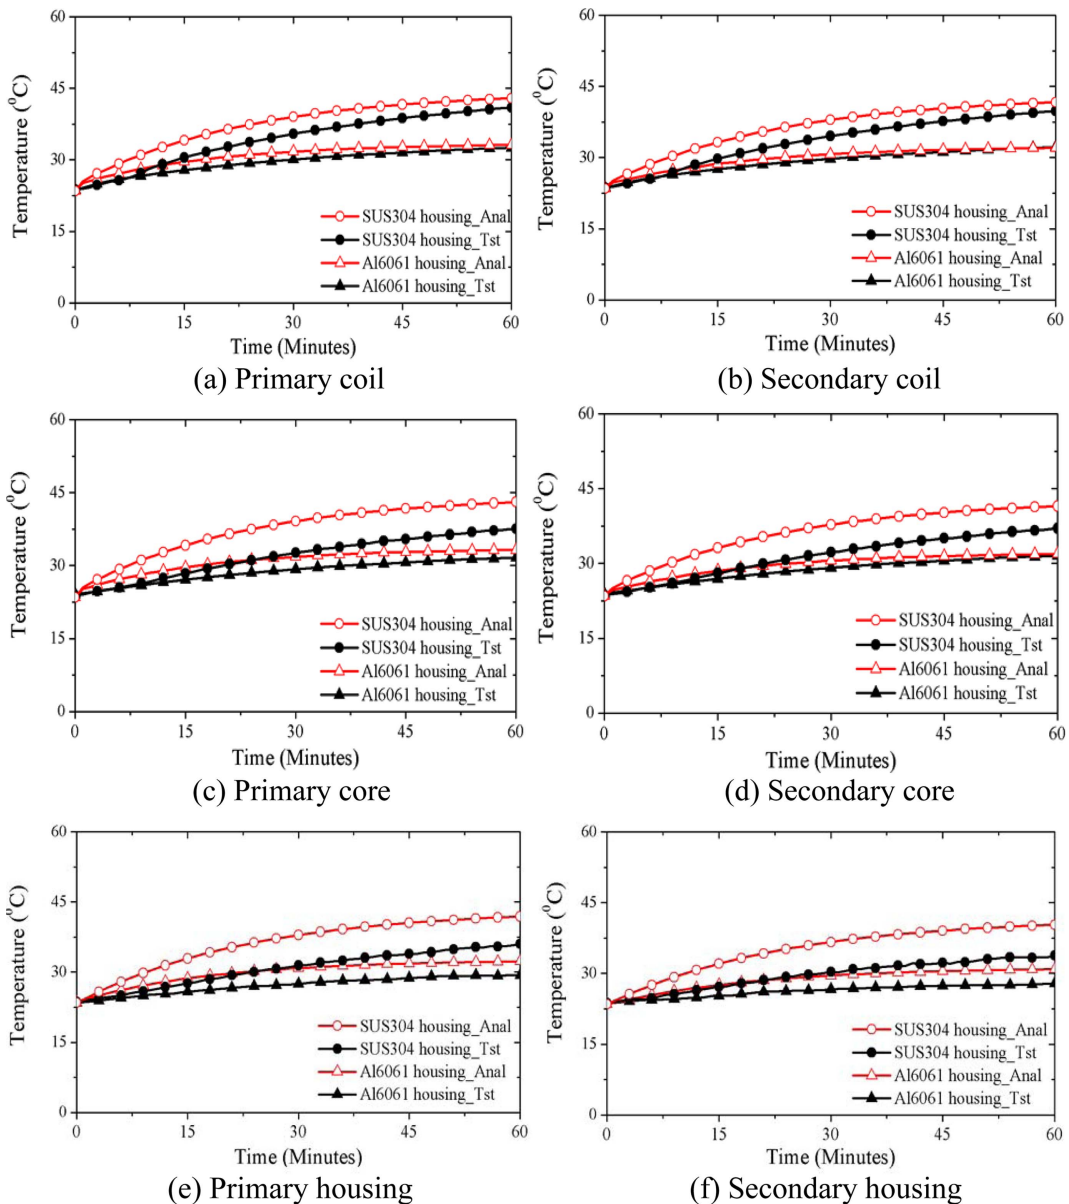 60
45
30
15
0
Temperature (⁰C)
SUS304 housing_Anal
SUS304 housing_Tst
Al6061 housing_Anal
Al6061 housing_Tst
0 15 30 45 60
Time (Minutes)
(a) Primary coil
60
45
30
15
0
Temperature (⁰C)
SUS304 housing_Anal
SUS304 housing_Tst
Al6061 housing_Anal
Al6061 housing_Tst
0 15 30 45 60
Time (Minutes)
(b) Secondary coil
60
45
30
15
0
Temperature (⁰C)
SUS304 housing_Anal
SUS304 housing_Tst
Al6061 housing_Anal
Al6061 housing_Tst
0 15 30 45 60
Time (Minutes)
(c) Primary core
60
45
30
15
0
Temperature (⁰C)
SUS304 housing_Anal
SUS304 housing_Tst
Al6061 housing_Anal
Al6061 housing_Tst
0 15 30 45 60
Time (Minutes)
(d) Secondary core
60
45
30
15
0
Temperature (⁰C)
SUS304 housing_Anal
SUS304 housing_Tst
Al6061 housing_Anal
Al6061 housing_Tst
0 15 30 45 60
Time (Minutes)
(e) Primary housing
60
45
30
15
0
Temperature (⁰C)
SUS304 housing_Anal
SUS304 housing_Tst
Al6061 housing_Anal
Al6061 housing_Tst
0 15 30 45 60
Time (Minutes)
(f) Secondary housing